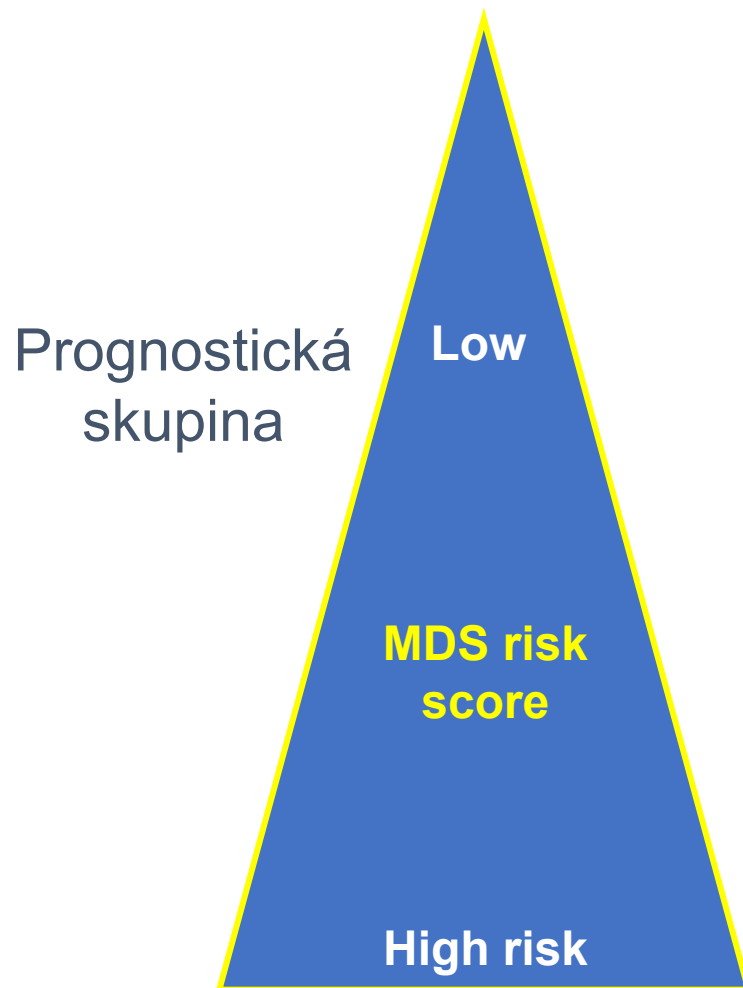 Prognostická
skupina
Low
MDS risk
score
High risk